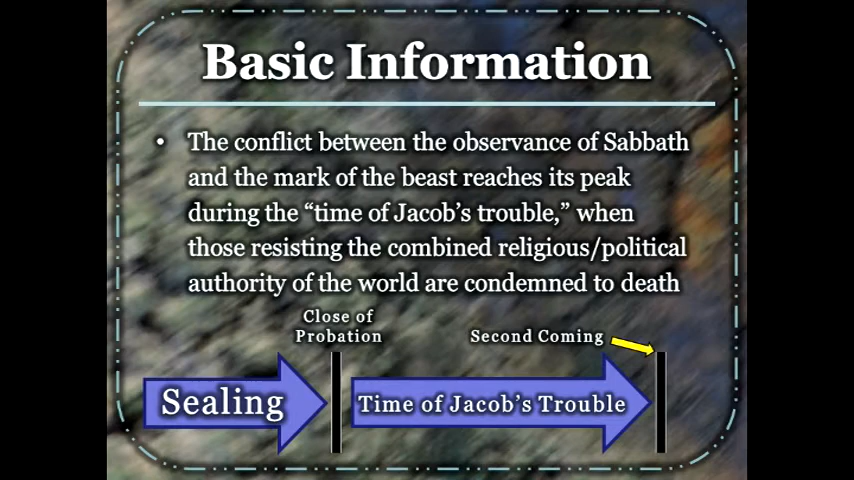 Basic Information
• The conflict between the observance of Sabbath
and the mark of the beast reaches its peak
during the “time of Jacob’s trouble,” when
those resisting the combined religious/political
authority of the world are condemned to death
Close of
Probation
Second Coming
Sealing
Time of Jacob’s Trouble